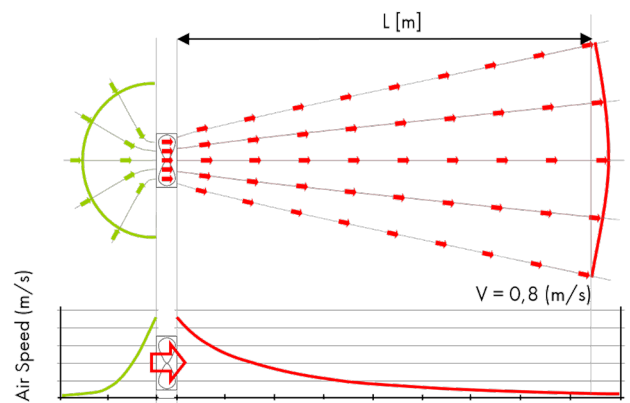 L [m]
V = 0,8 (m/s)
Air Speed (m/s)